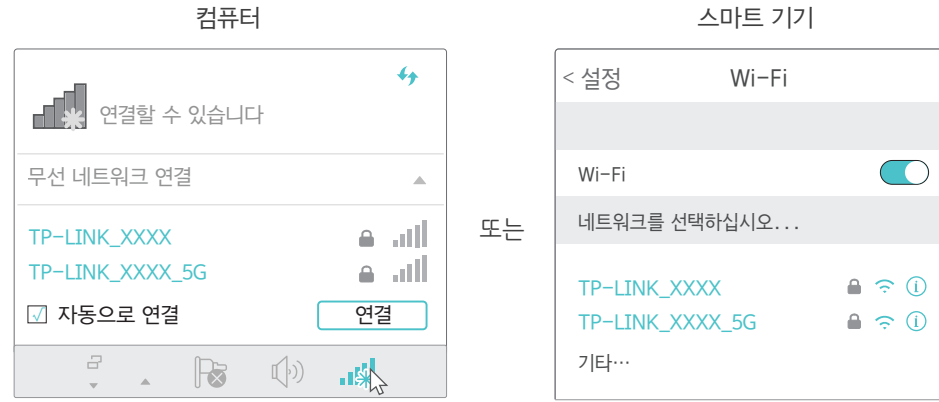 컴퓨터
연결할 수 있습니다
무선 네트워크 연결
TP-LINK_XXXX
TP-LINK_XXXX_5G
자동으로 연결
연결
또는
스마트 기기
< 설정
Wi-Fi
Wi-Fi
네트워크를 선택하십시오...
TP-LINK_XXXX
TP-LINK_XXXX_5G
기타…